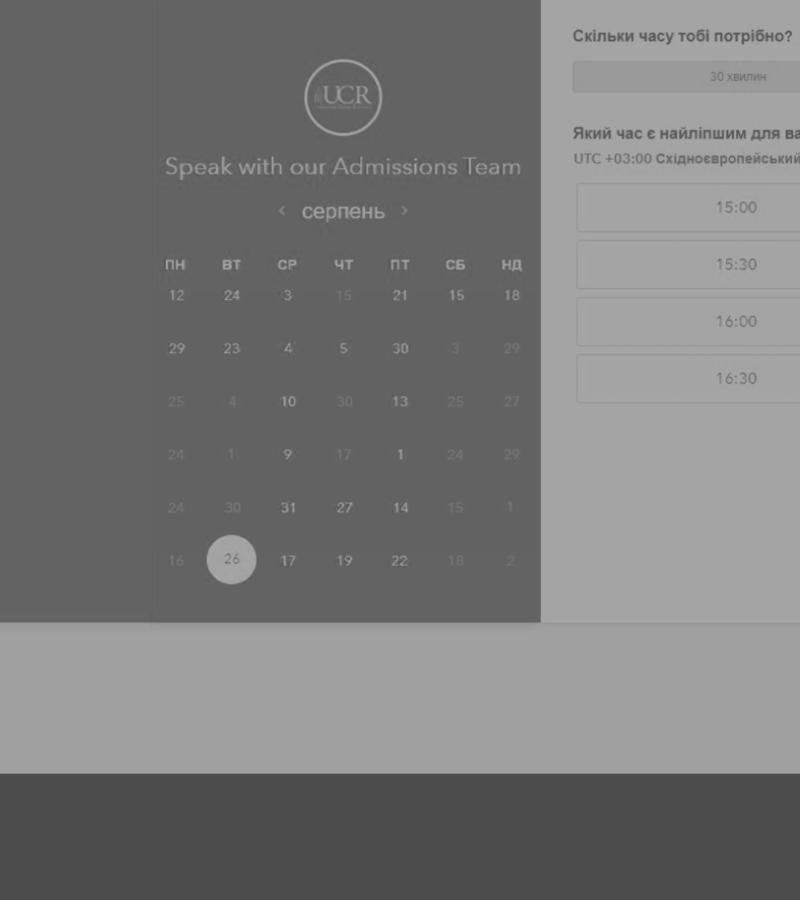 UCR
Speak with our Admissions Team
< серпень >
ПН ВТ СР ЧТ ПТ СБ НД
12 24 3 15 21 15 18
29 23 4 5 30 3 29
25 4 10 30 13 25 27
24 1 9 17 1 24 29
24 30 31 27 14 15 1
16 26 17 19 22 18 2
Скільки часу тобі потрібно?
30 хвилин
Який час є найліпшим для ва
UTC +03:00 Східноєвропейський
15:00
15:30
16:00
16:30